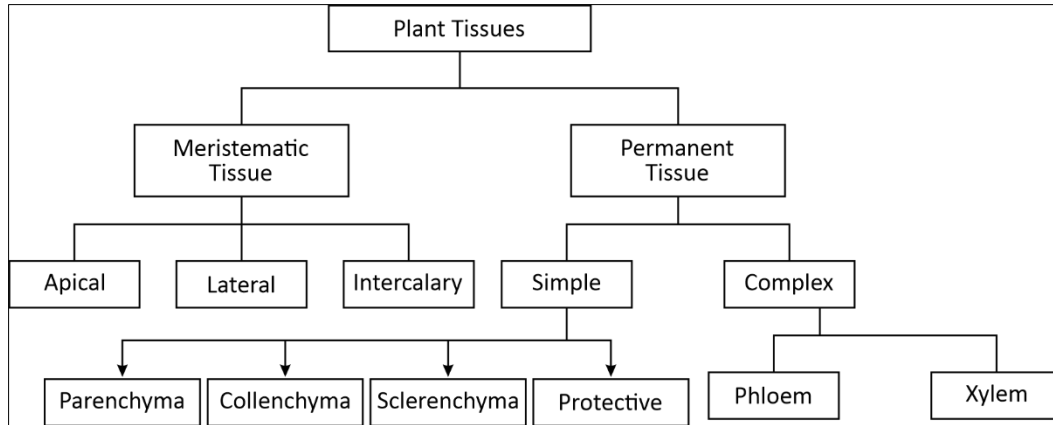 Plant Tissues
Meristematic
Tissue
Permanent
Tissue
Apical
Lateral
Intercalary
Simple
Complex
Parenchyma
Collenchyma
Sclerenchyma
Protective
Phloem
Xylem